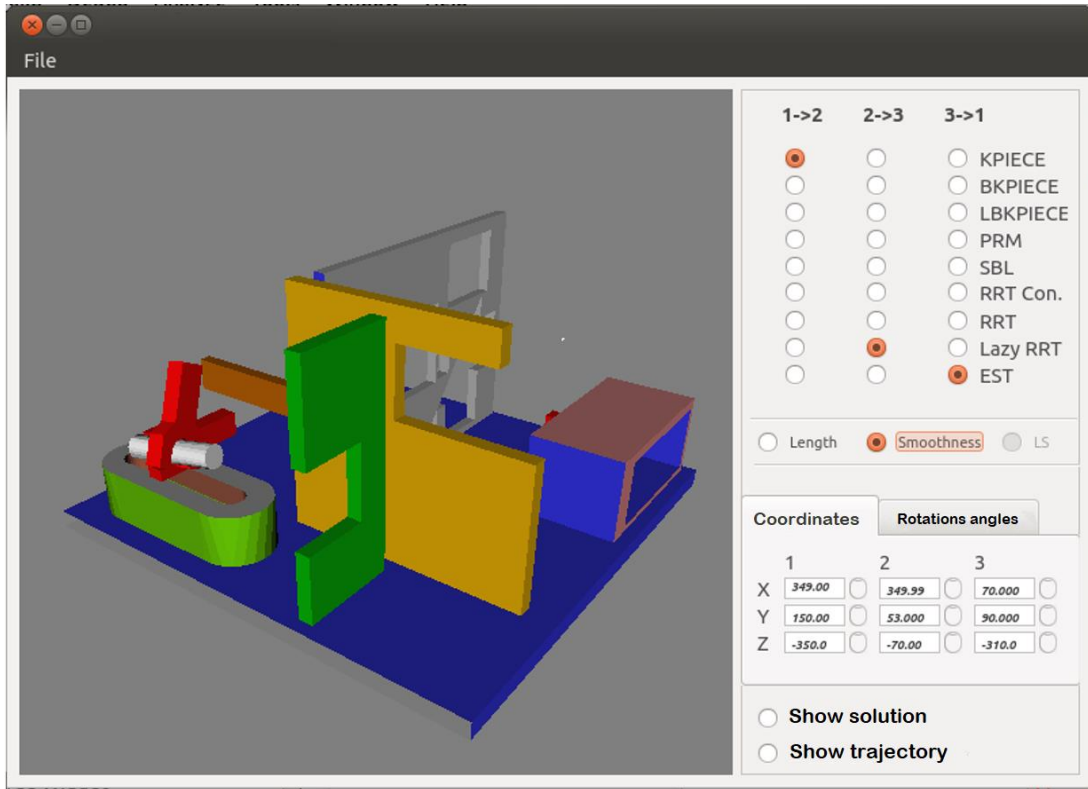 File
1->2 2->3 3->1
KPIECE
BKPIECE
LBKPIECE
PRM
SBL
RRT Con.
RRT
Lazy RRT
EST
Length Smoothness LS
Coordinates Rotations angles
1 2 3
X 349.00 349.99 70.000
Y 150.00 53.000 90.000
Z -350.0 -70.00 -310.0
Show solution
Show trajectory